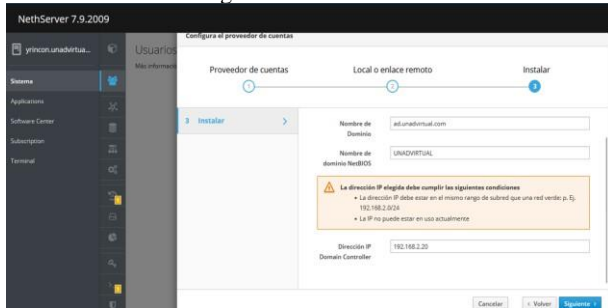 NethServer 7.9.2009
Configura el proveedor de cuentas
yrincon.unadvirtua...
Usuarios
Más informaci
Proveedor de cuentas
Local o enlace remoto
Instalar
1
2
3
Sistema
Applications
Software Center
Subscription
Terminal
3 Instalar
Nombre de
Dominio
ad.unadvirtual.com
Nombre de
dominio NetBIOS
UNADVIRTUAL
La dirección IP elegida debe cumplir las siguientes condiciones
• La dirección IP debe estar en el mismo rango de subred que una red verde: p. Ej.
192.168.2.0/24
• La IP no puede estar en uso actualmente
Dirección IP
Domain Controller
192.168.2.20
Cancelar
‹ Volver
Siguiente ›